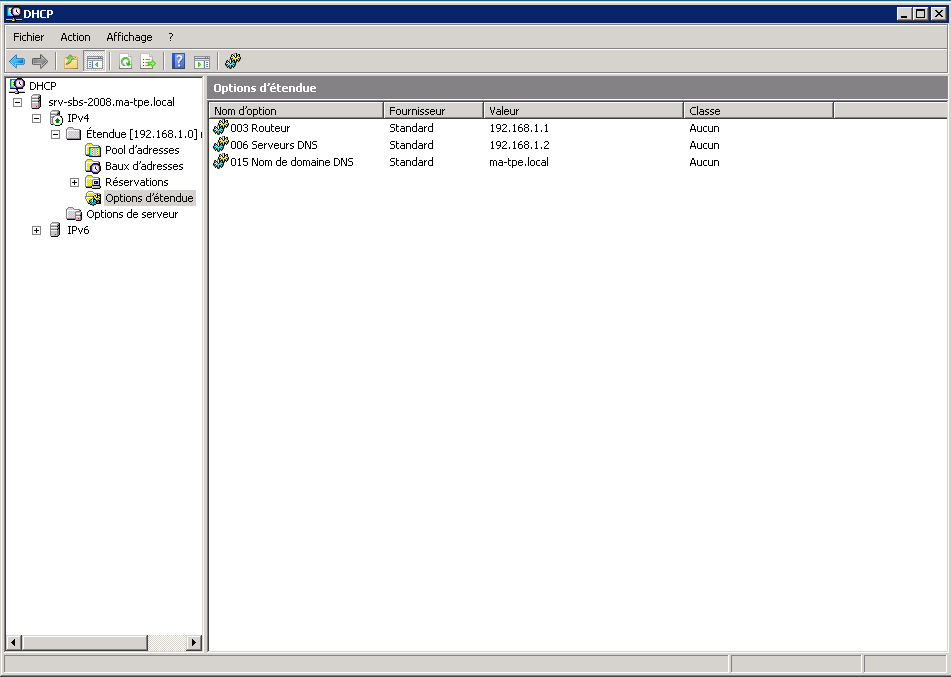 DHCP
Fichier Action Affichage ?
DHCP
srv-sbs-2008.ma-tpe.local
IPv4
Étendue [192.168.1.0]
Pool d'adresses
Baux d'adresses
Réservations
Options d'étendue
Options de serveur
IPv6
Options d'étendue
Nom d'option Fournisseur Valeur Classe
003 Routeur Standard 192.168.1.1 Aucun
006 Serveurs DNS Standard 192.168.1.2 Aucun
015 Nom de domaine DNS Standard ma-tpe.local Aucun